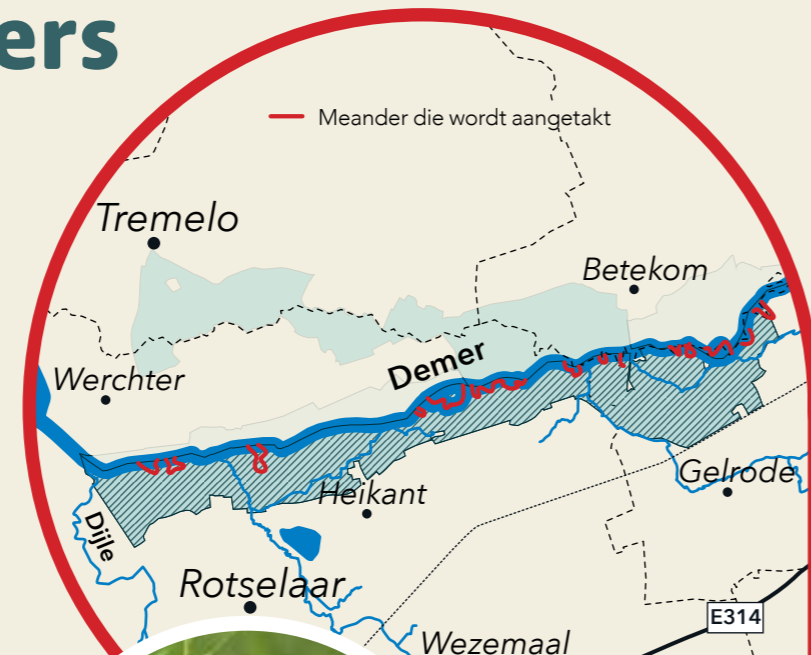 ers
Meander die wordt aangetakt
Tremelo
Betekom
Demer
Werchter
Gelrode
Heikant
Dijle
Rotselaar
E314
Wezemaal